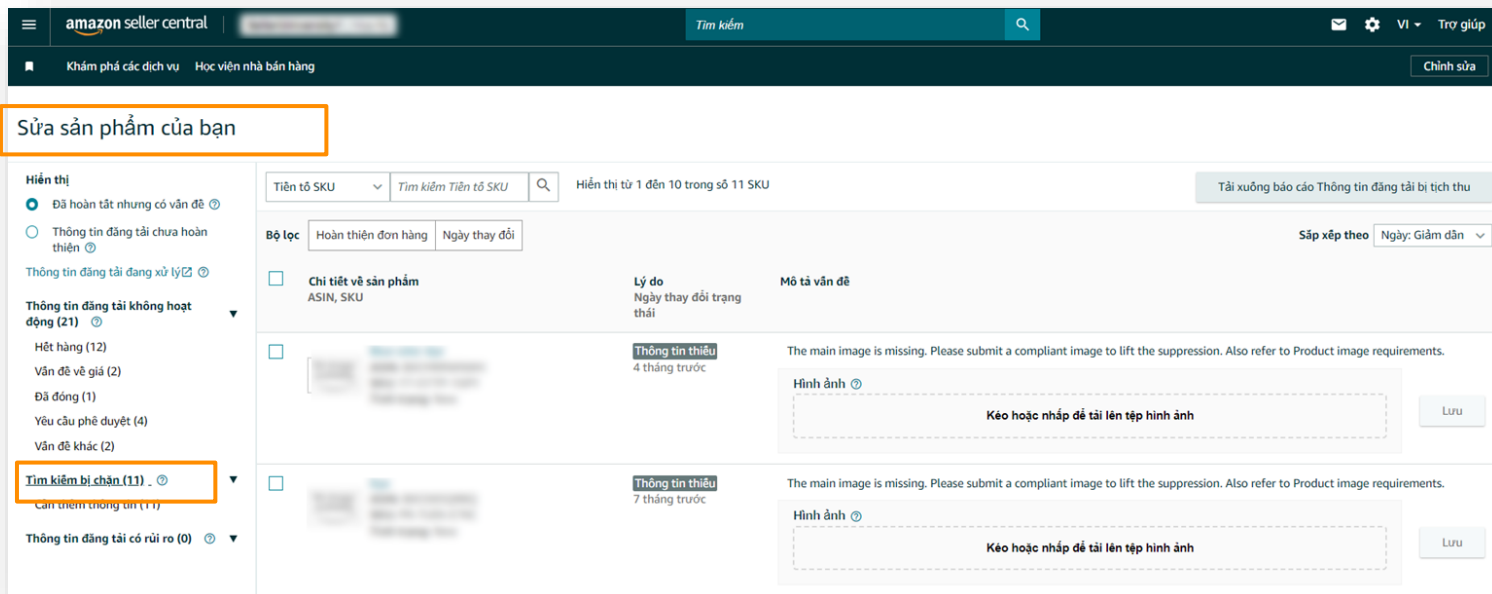 amazon seller central
Tìm kiếm
VI
Trợ giúp
Khám phá các dịch vụ
Học viện nhà bán hàng
Chỉnh sửa
Sửa sản phẩm của bạn
Hiển thị
Đã hoàn tất nhưng có vấn đề
Thông tin đăng tải chưa hoàn
thiện
Thông tin đăng tải đang xử lý
Thông tin đăng tải không hoạt
động (21)
Hết hàng (12)
Vấn đề về giá (2)
Đã đóng (1)
Yêu cầu phê duyệt (4)
Vấn đề khác (2)
Tìm kiếm bị chặn (11)
Cần thêm thông tin (11)
Thông tin đăng tải có rủi ro (0)
Tiền tố SKU
Tìm kiếm Tiền tố SKU
Hiển thị từ 1 đến 10 trong số 11 SKU
Tải xuống báo cáo Thông tin đăng tải bị tịch thu
Bộ lọc
Hoàn thiện đơn hàng
Ngày thay đổi
Sắp xếp theo
Ngày: Giảm dần
Chi tiết về sản phẩm
ASIN, SKU
Lý do
Ngày thay đổi trạng
thái
Mô tả vấn đề
Thông tin thiếu
4 tháng trước
The main image is missing. Please submit a compliant image to lift the suppression. Also refer to Product image requirements.
Hình ảnh
Kéo hoặc nhấp để tải lên tệp hình ảnh
Lưu
Thông tin thiếu
7 tháng trước
The main image is missing. Please submit a compliant image to lift the suppression. Also refer to Product image requirements.
Hình ảnh
Kéo hoặc nhấp để tải lên tệp hình ảnh
Lưu